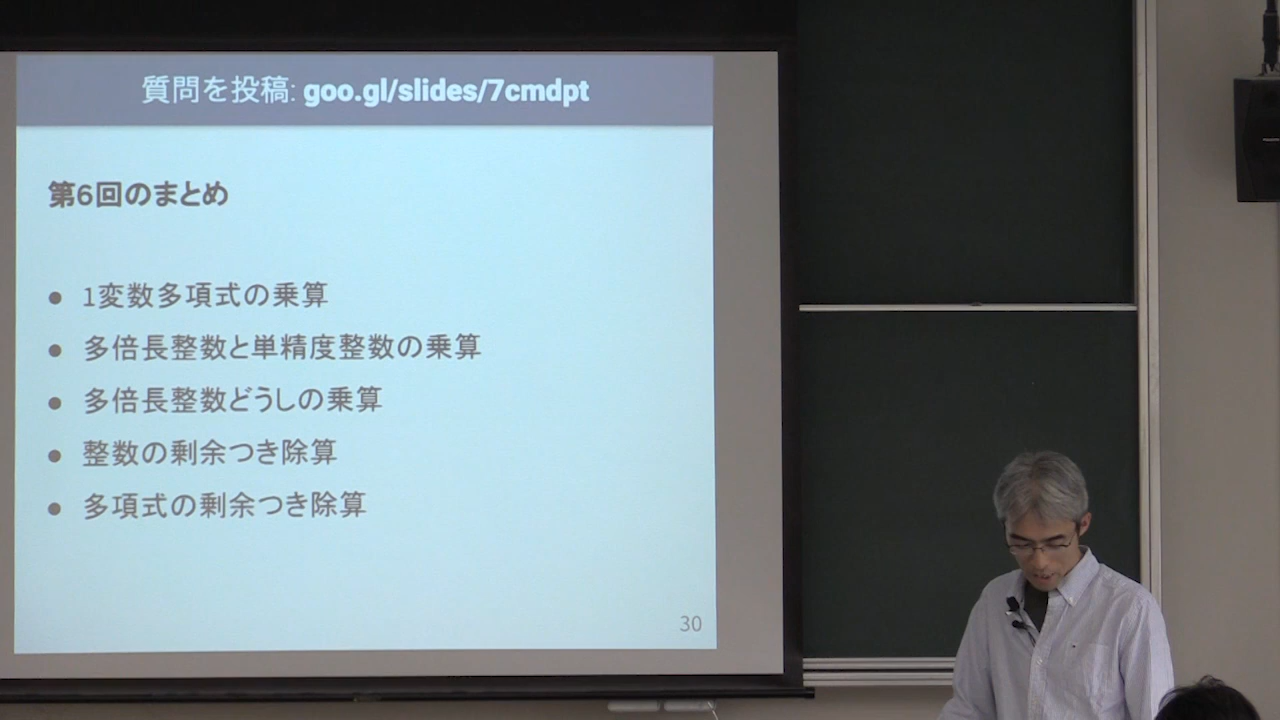 質問を投稿: goo.gl/slides/7cmdpt
第6回のまとめ
● 1変数多項式の乗算
● 多倍長整数と単精度整数の乗算
● 多倍長整数どうしの乗算
● 整数の剰余つき除算
● 多項式の剰余つき除算
30